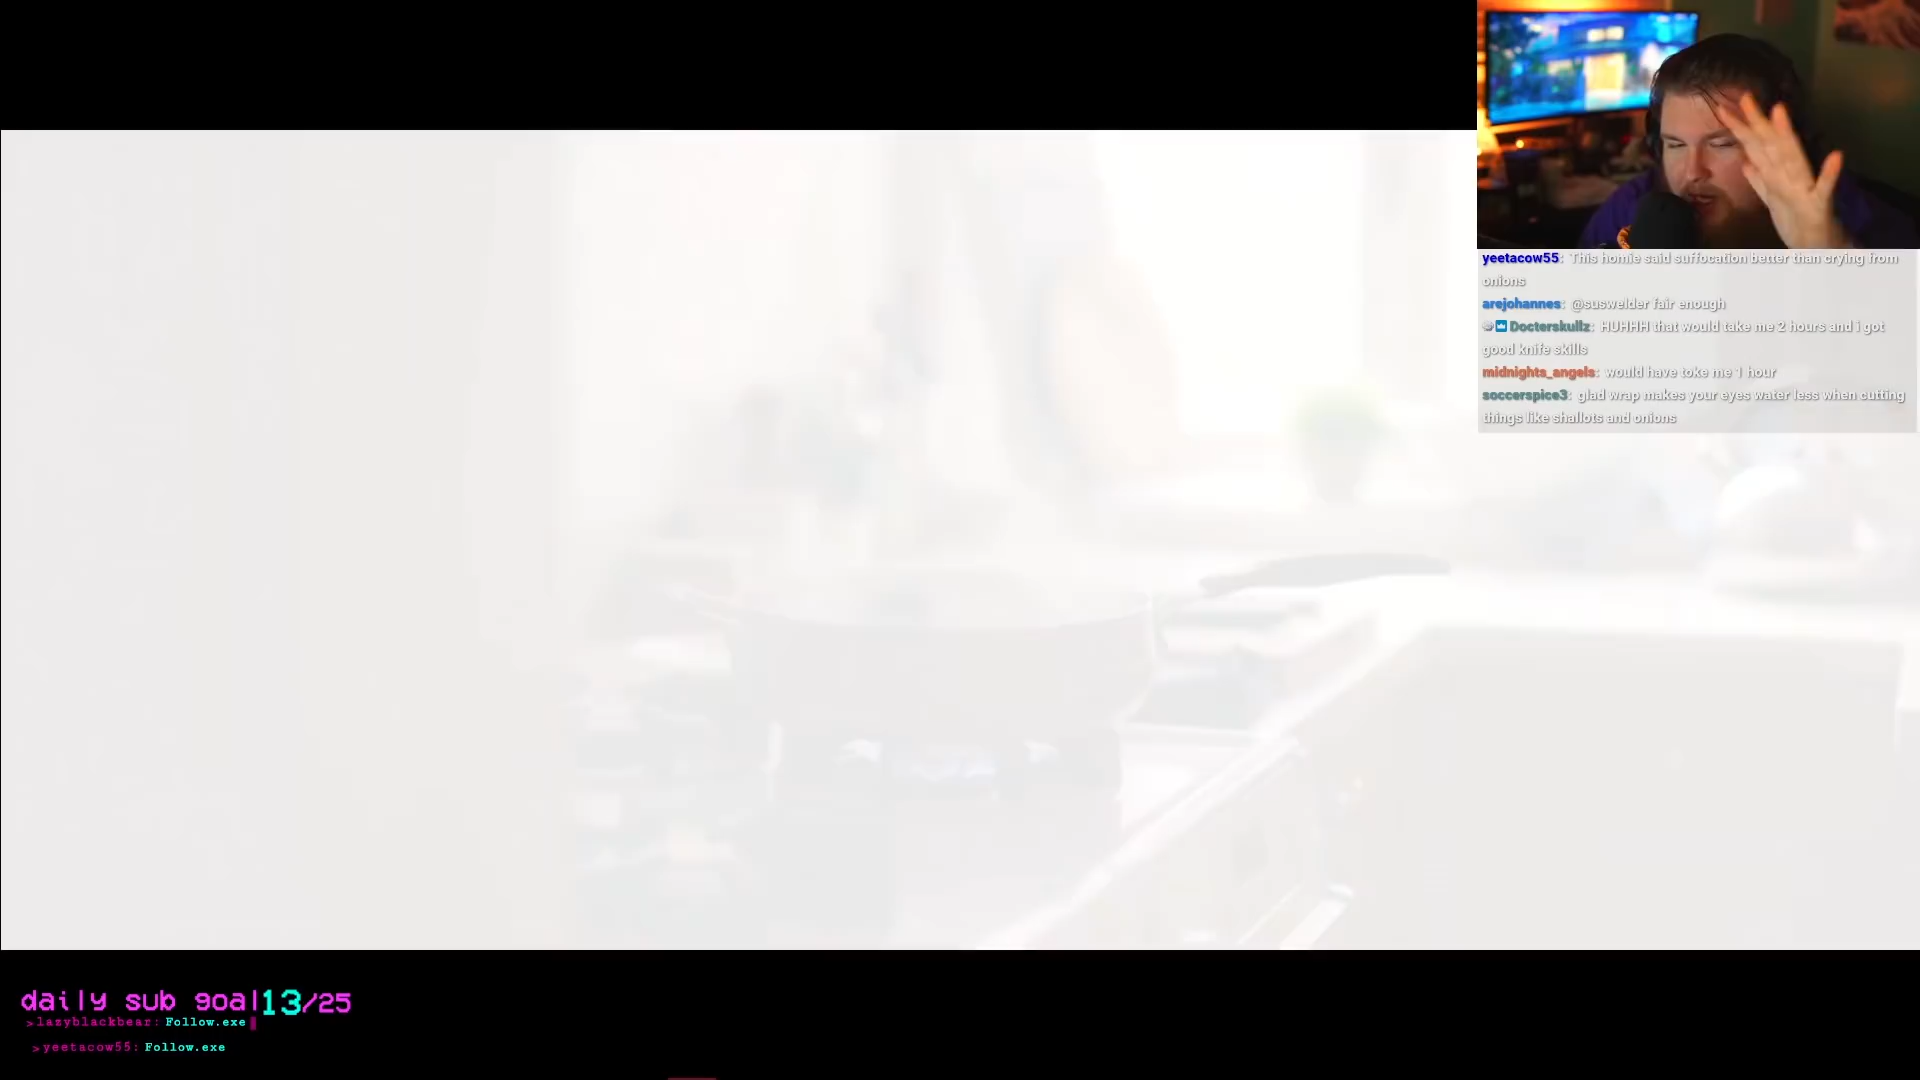 yeetacow55: This homie said suffocation better than crying from
onions
arejohannes: @suswelder fair enough
Docterskullz: HUHHH that would take me 2 hours and i got
good knife skills
midnights_angels: would have toke me 1 hour
soccerspice3: glad wrap makes your eyes water less when cutting
things like shallots and onions
daily sub goal 13/25
>lazyblackbear: Follow.exe
>yeetacow55: Follow.exe